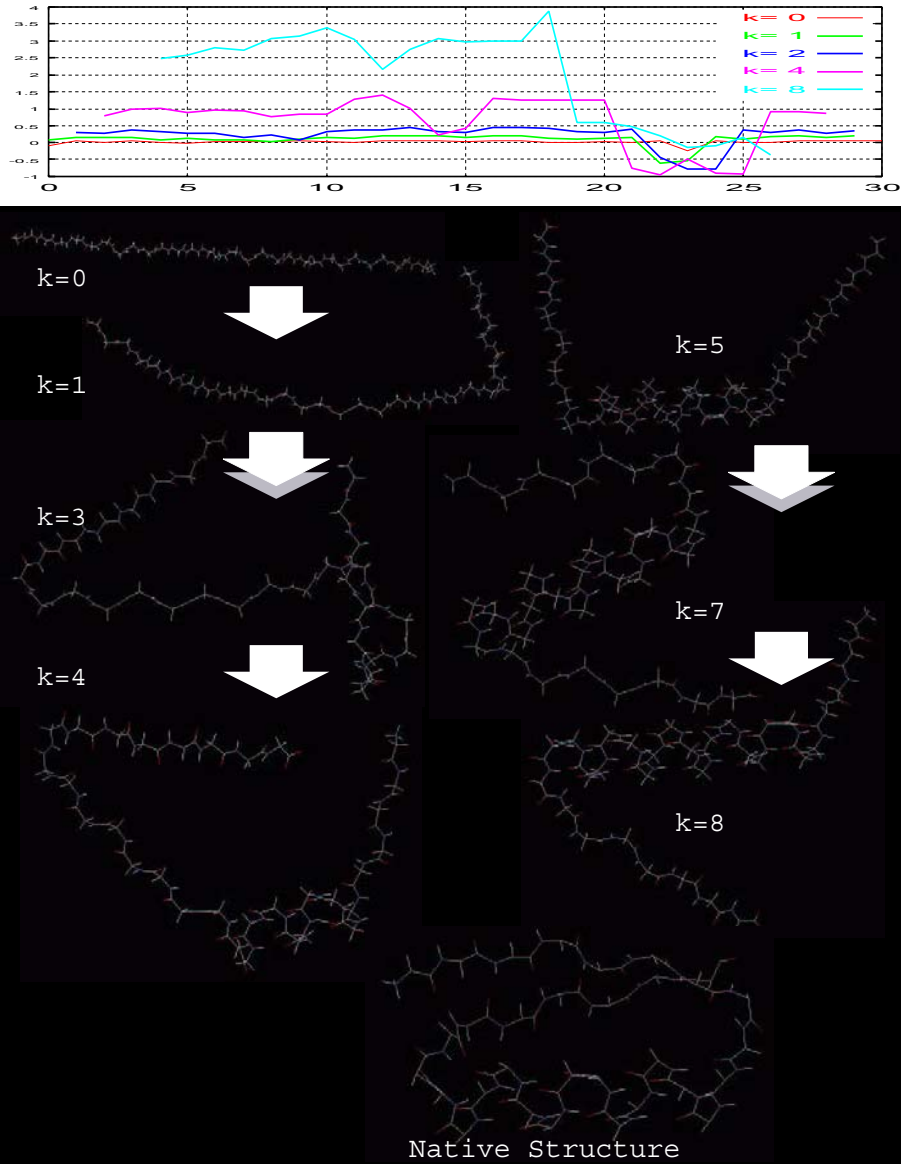 4
3.5
3
2.5
2
1.5
1
0.5
0
-0.5
-1
0 5 10 15 20 25 30
k= 0
k= 1
k= 2
k= 4
k= 8
k=0
k=1
k=3
k=4
k=5
k=7
k=8
Native Structure